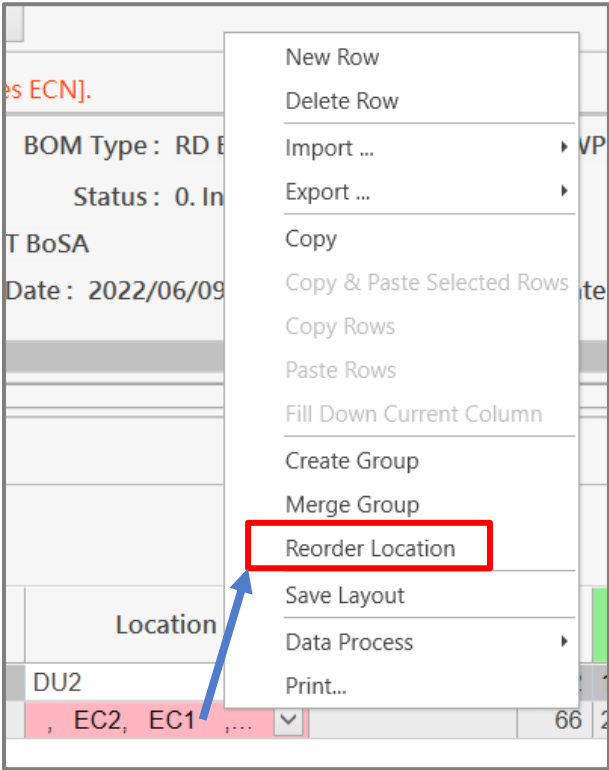 es ECN].
BOM Type : RD
Status : 0. In
T BoSA
Date : 2022/06/09
New Row
Delete Row
Import ...
Export ...
Copy
Copy & Paste Selected Rows
Copy Rows
Paste Rows
Fill Down Current Column
Create Group
Merge Group
Reorder Location
Save Layout
Data Process
Print...
VP
te
Location
DU2
, EC2, EC1 ,...
66